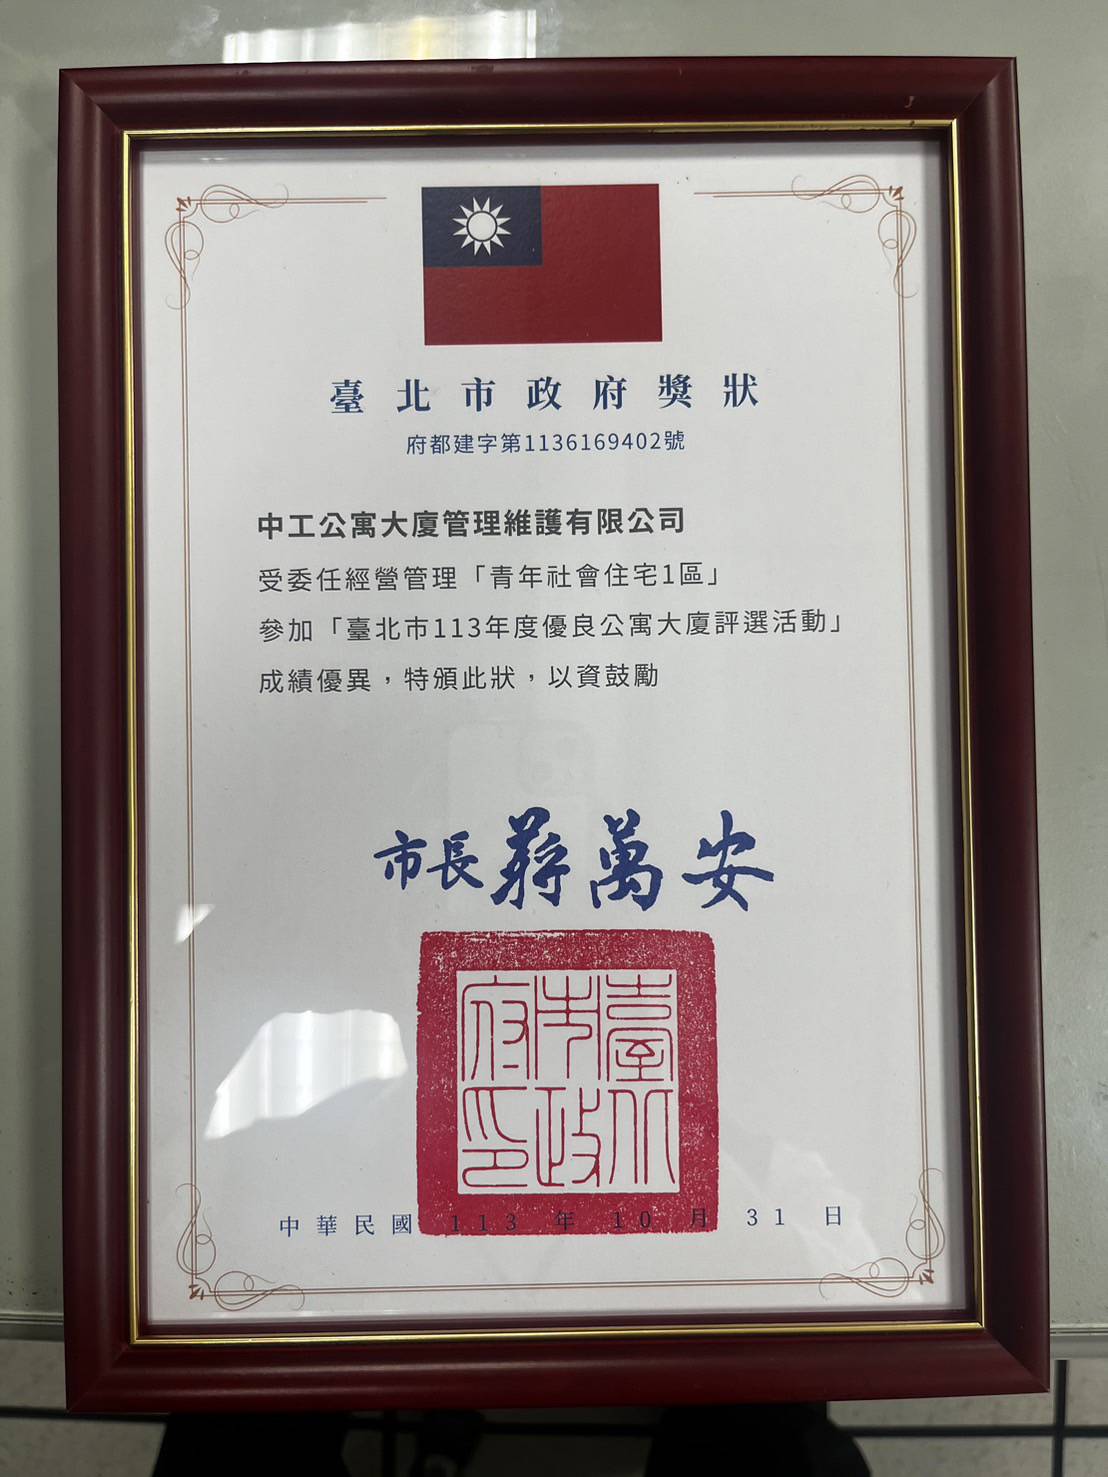 臺北市政府獎狀
府都建字第1136169402號
中工公寓大廈管理維護有限公司
受委任經營管理「青年社會住宅1區」
參加「臺北市113年度優良公寓大廈評選活動」
成績優異，特頒此狀，以資鼓勵
市長 蔣萬安
臺北市政府印
中華民國 113 年 10 月 31 日